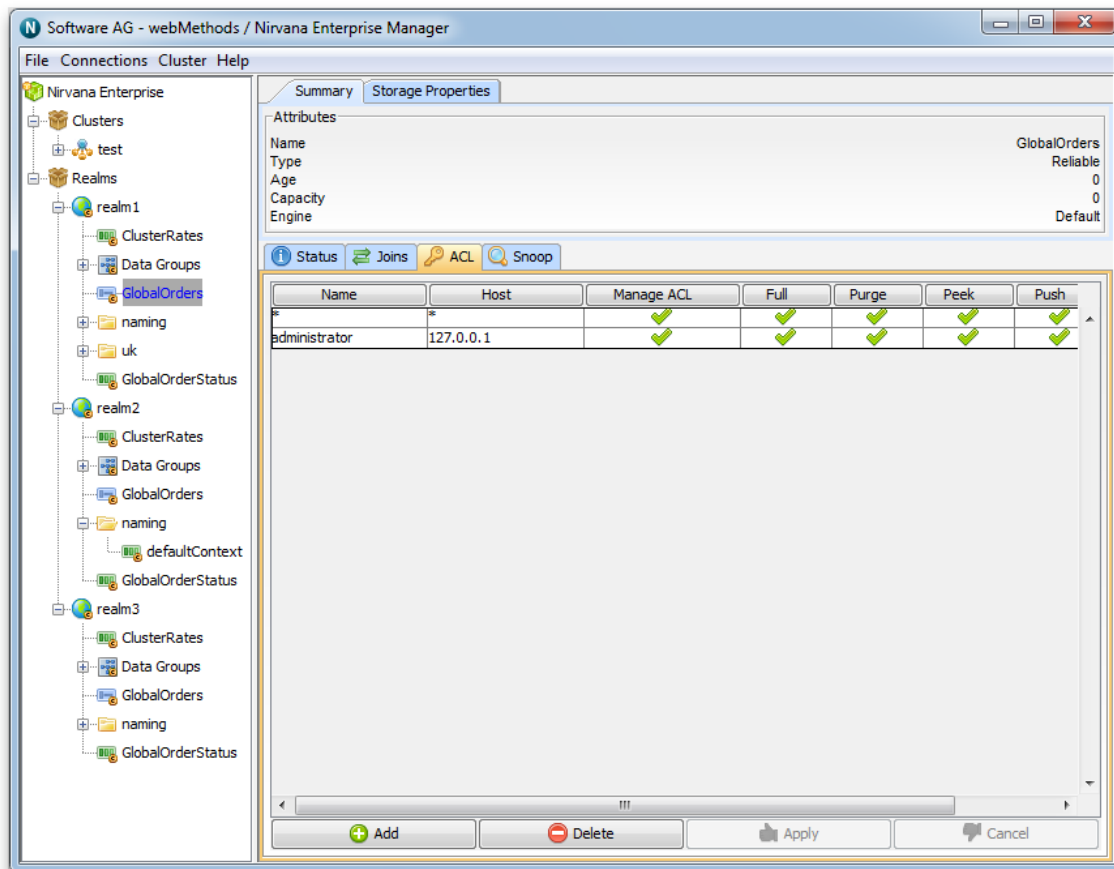 Software AG - webMethods / Nirvana Enterprise Manager
File Connections Cluster Help
Nirvana Enterprise
Clusters
test
Realms
realm1
ClusterRates
Data Groups
GlobalOrders
naming
uk
GlobalOrderStatus
realm2
ClusterRates
Data Groups
GlobalOrders
naming
defaultContext
GlobalOrderStatus
realm3
ClusterRates
Data Groups
GlobalOrders
naming
GlobalOrderStatus
Summary Storage Properties
Attributes
Name GlobalOrders
Type Reliable
Age 0
Capacity 0
Engine Default
Status Joins ACL Snoop
Name Host Manage ACL Full Purge Peek Push
* *
administrator 127.0.0.1
Add Delete Apply Cancel